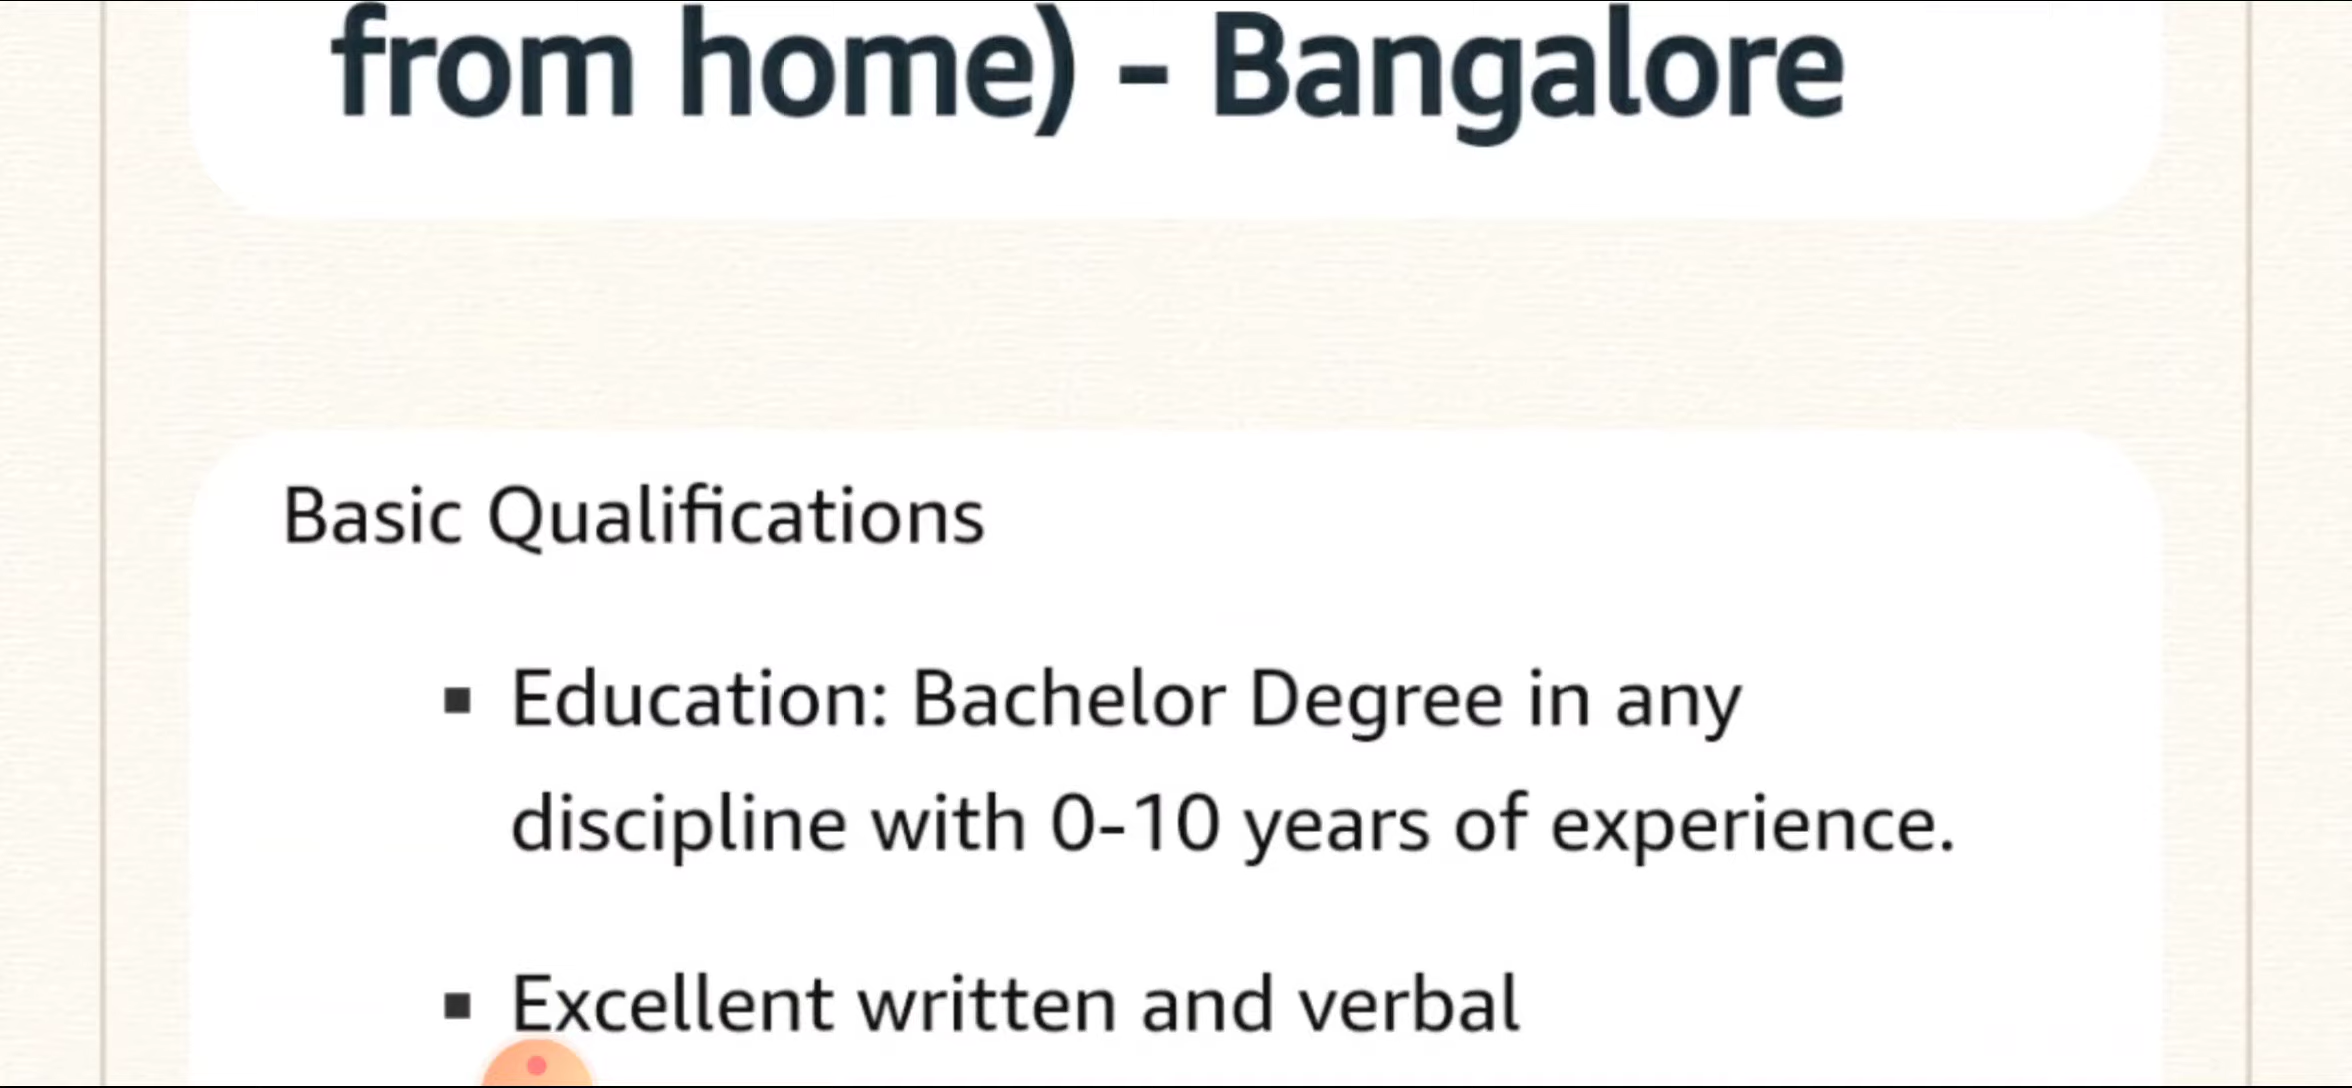 from home) - Bangalore
Basic Qualifications
▪ Education: Bachelor Degree in any
discipline with 0-10 years of experience.
▪ Excellent written and verbal